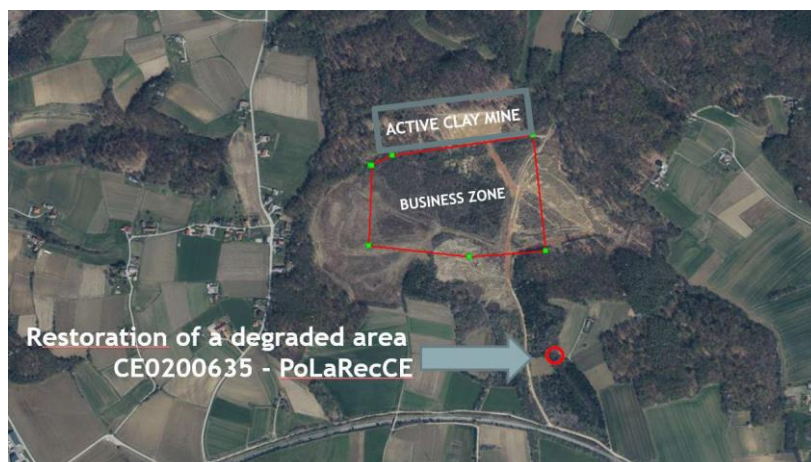 ACTIVE CLAY MINE
BUSINESS ZONE
Restoration of a degraded area
CE0200635 - PoLaRecCE